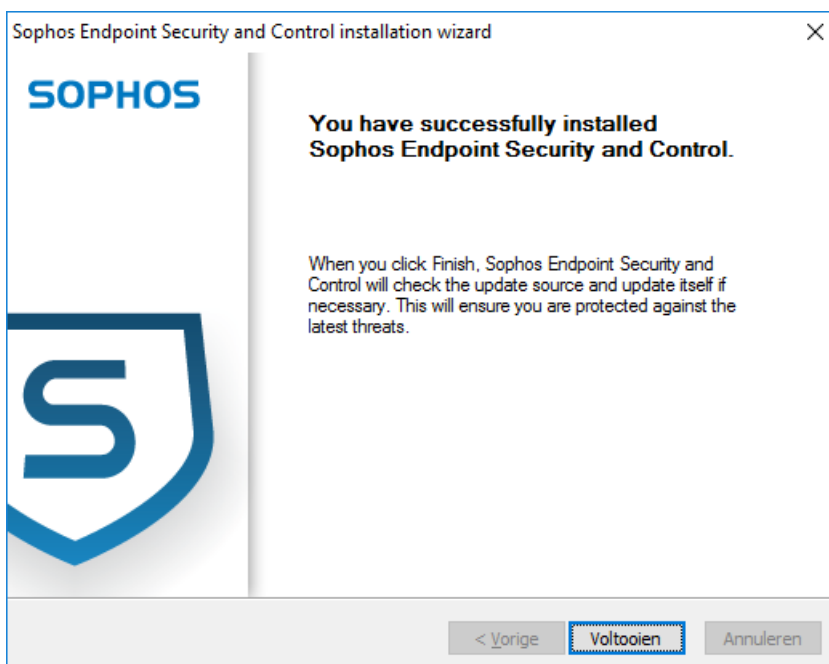 Sophos Endpoint Security and Control installation wizard
SOPHOS
You have successfully installed
Sophos Endpoint Security and Control.
When you click Finish, Sophos Endpoint Security and
Control will check the update source and update itself if
necessary. This will ensure you are protected against the
latest threats.
S
< Vorige
Voltooien
Annuleren